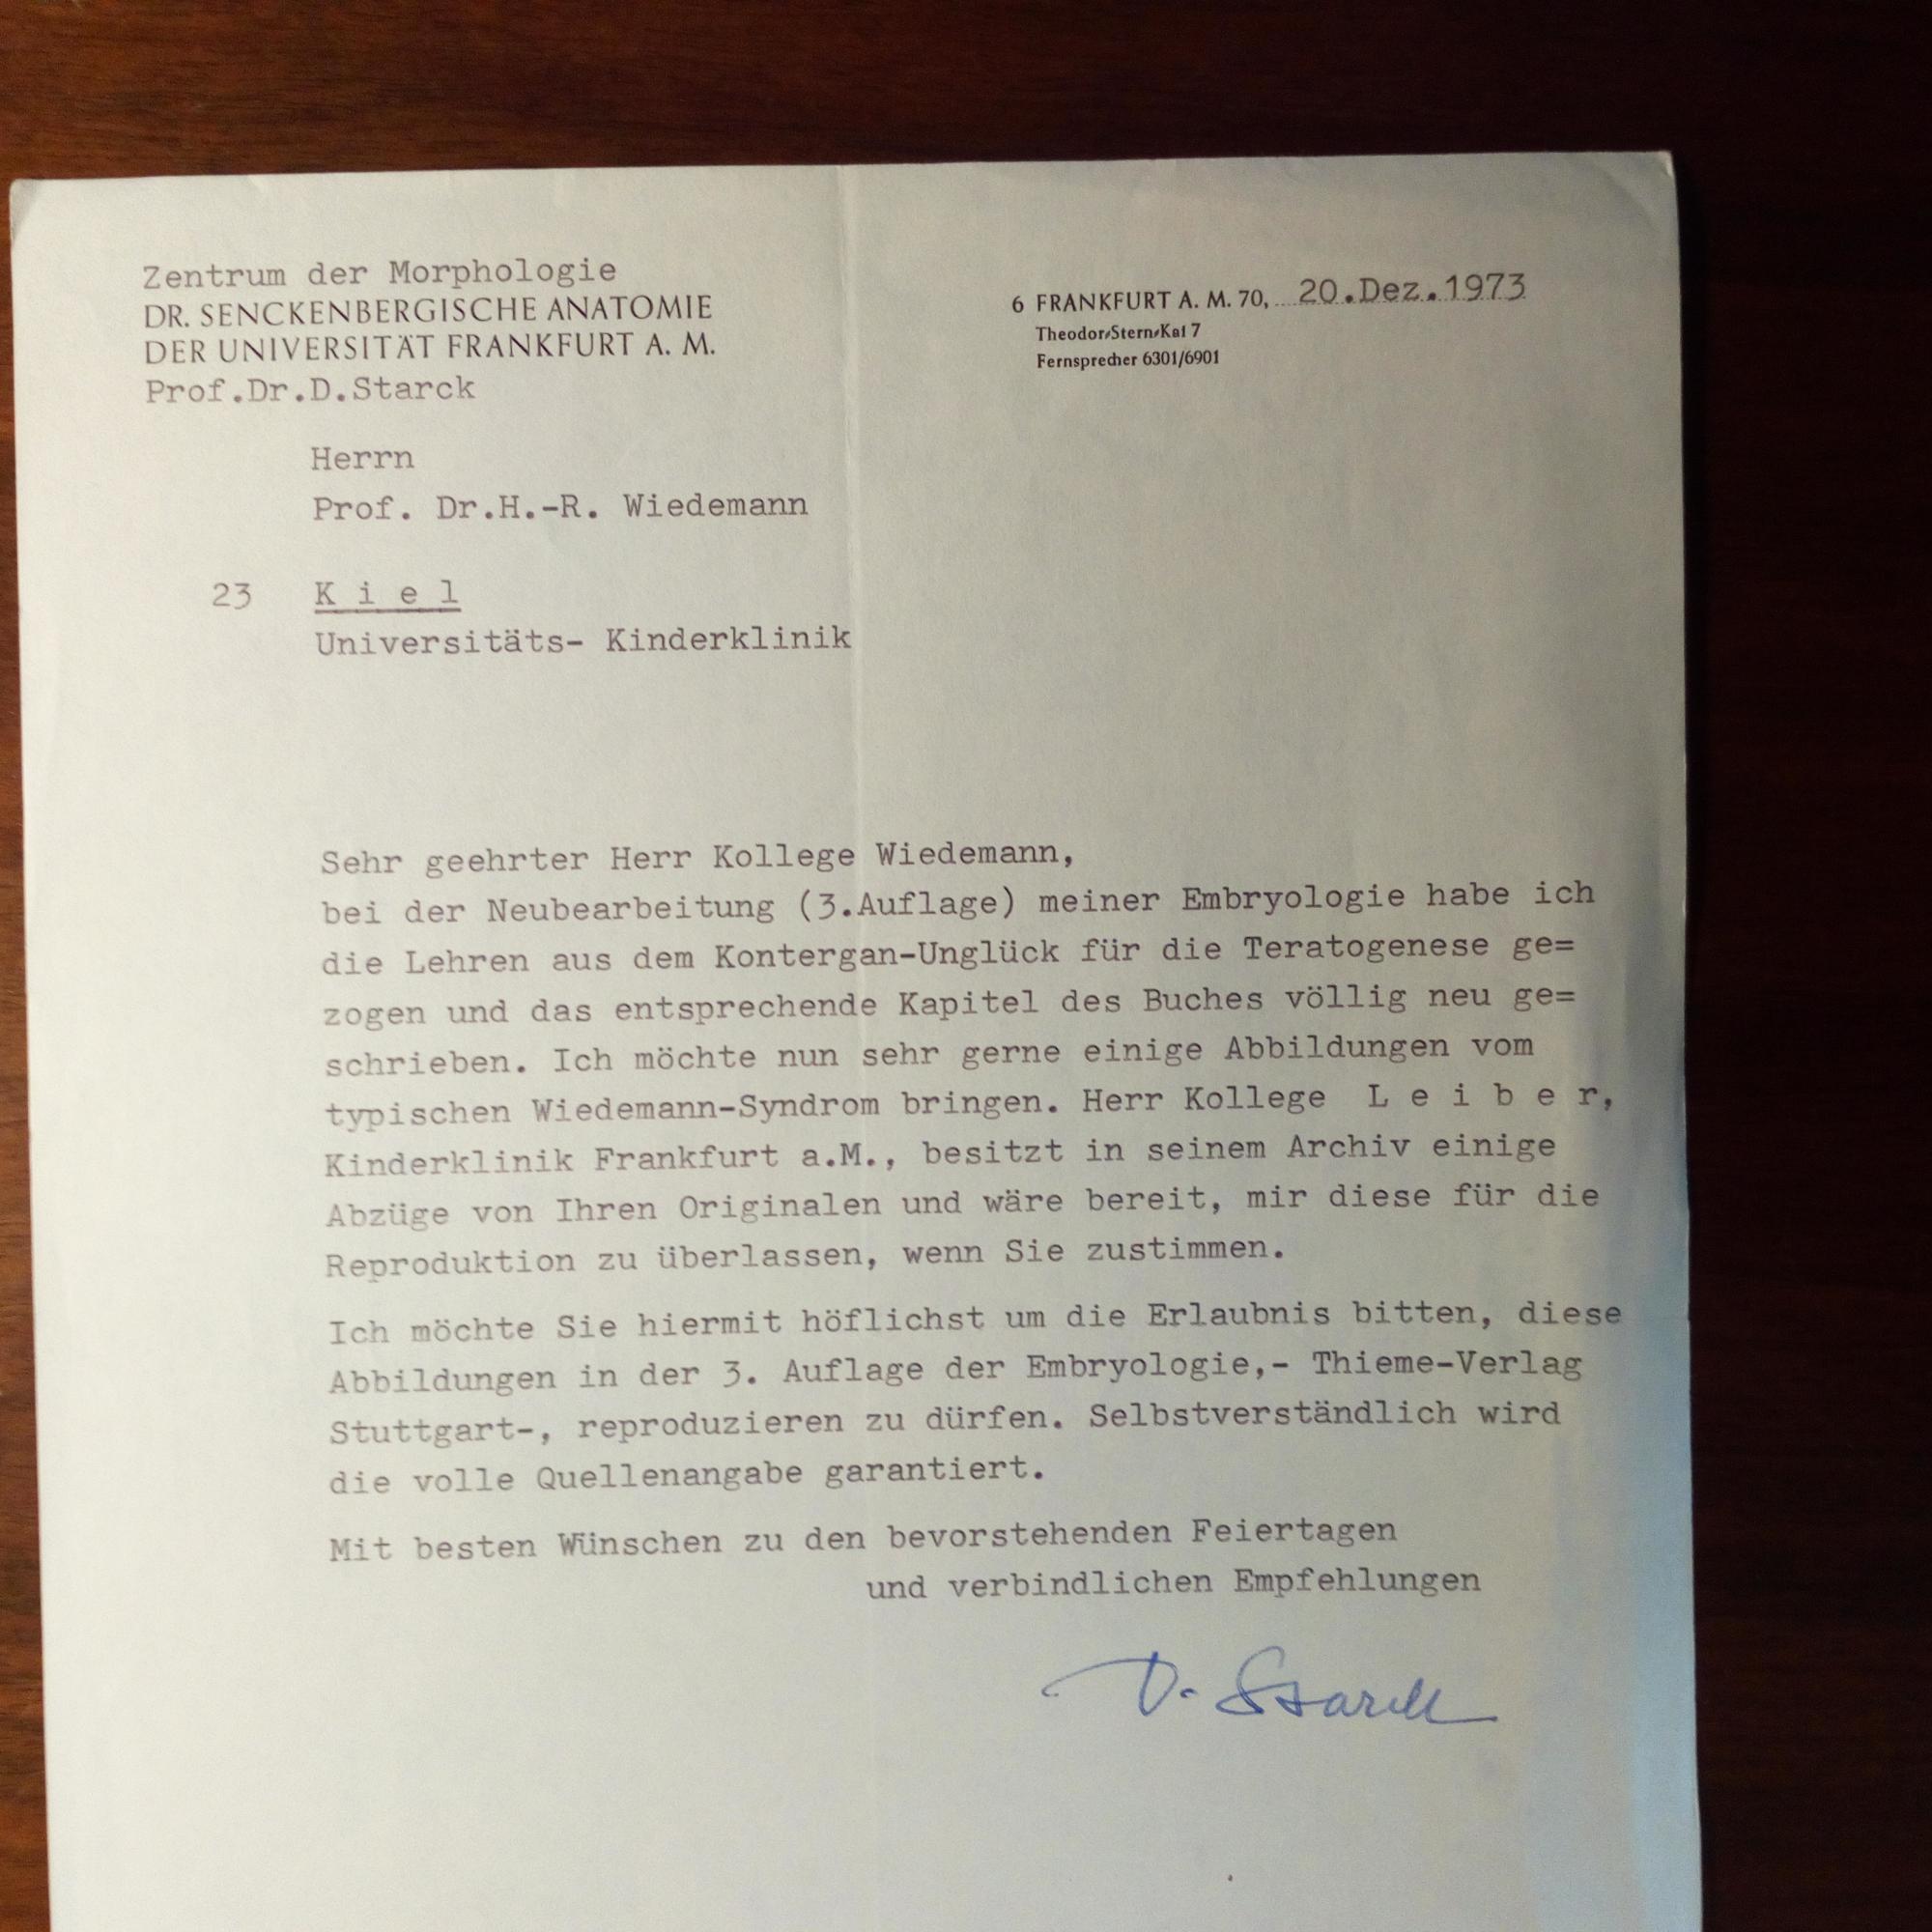 Zentrum der Morphologie
DR. SENCKENBERGISCHE ANATOMIE
DER UNIVERSITÄT FRANKFURT A. M.
Prof.Dr.D.Starck
6 FRANKFURT A. M. 70, 20.Dez.1973
Theodor-Stern-Kai 7
Fernsprecher 6301/6901
Herrn
Prof. Dr.H.-R. Wiedemann
23 K i e l
Universitäts- Kinderklinik
Sehr geehrter Herr Kollege Wiedemann,
bei der Neubearbeitung (3.Auflage) meiner Embryologie habe ich
die Lehren aus dem Kontergan-Unglück für die Teratogenese ge=
zogen und das entsprechende Kapitel des Buches völlig neu ge=
schrieben. Ich möchte nun sehr gerne einige Abbildungen vom
typischen Wiedemann-Syndrom bringen. Herr Kollege L e i b e r,
Kinderklinik Frankfurt a.M., besitzt in seinem Archiv einige
Abzüge von Ihren Originalen und wäre bereit, mir diese für die
Reproduktion zu überlassen, wenn Sie zustimmen.
Ich möchte Sie hiermit höflichst um die Erlaubnis bitten, diese
Abbildungen in der 3. Auflage der Embryologie,- Thieme-Verlag
Stuttgart-, reproduzieren zu dürfen. Selbstverständlich wird
die volle Quellenangabe garantiert.
Mit besten Wünschen zu den bevorstehenden Feiertagen
und verbindlichen Empfehlungen
D. Starck